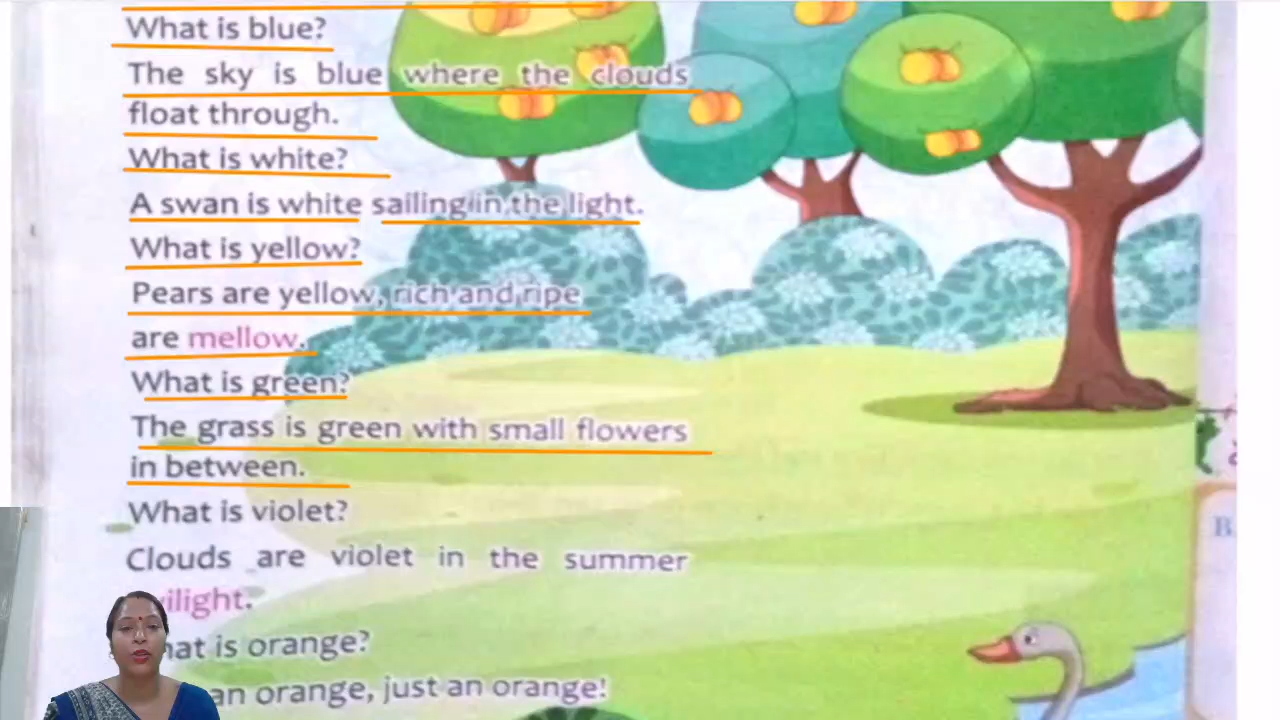 What is blue?
The sky is blue where the clouds
float through.
What is white?
A swan is white sailing in the light.
What is yellow?
Pears are yellow, rich and ripe
are mellow.
What is green?
The grass is green with small flowers
in between.
What is violet?
Clouds are violet in the summer
is orange?
an orange, just an orange!
B.